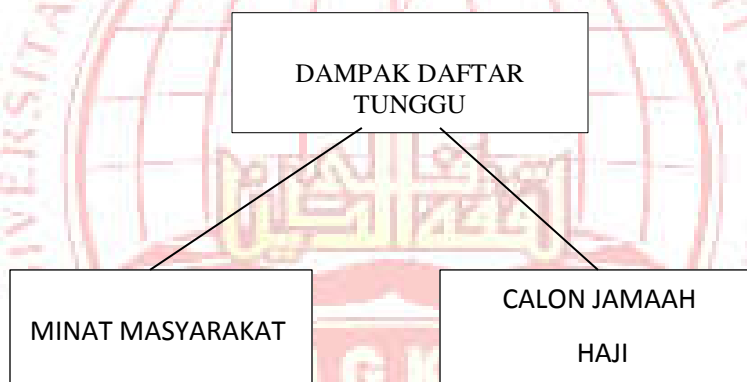 DAMPAK DAFTAR
TUNGGU
MINAT MASYARAKAT
CALON JAMAAH
HAJI